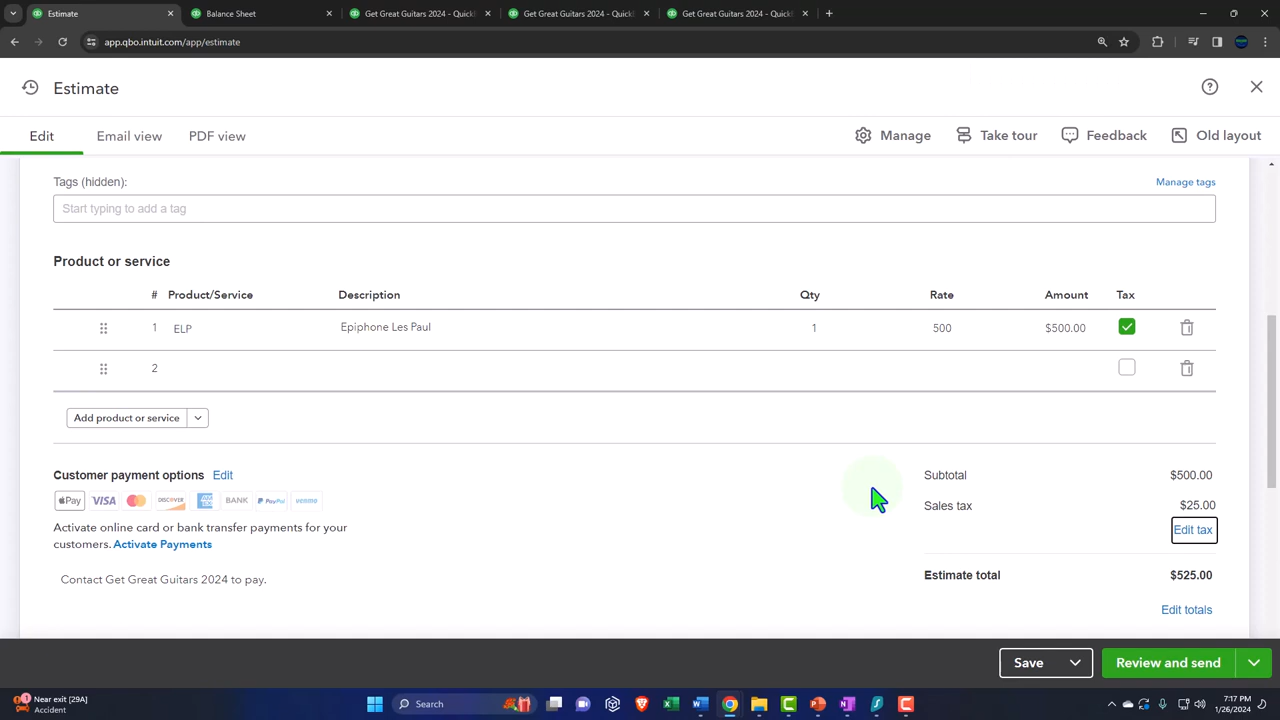 Estimate
Balance Sheet
Get Great Guitars 2024 - Quick
Get Great Guitars 2024 - Quick
Get Great Guitars 2024 - Quick
app.qbo.intuit.com/app/estimate
Estimate
Edit
Email view
PDF view
Manage
Take tour
Feedback
Old layout
Tags (hidden):
Manage tags
Start typing to add a tag
Product or service
# Product/Service Description Qty Rate Amount Tax
1 ELP Epiphone Les Paul 1 500 $500.00
2
Add product or service
Customer payment options Edit
Subtotal $500.00
Pay VISA DISCOVER BANK PayPal venmo
Sales tax $25.00
Activate online card or bank transfer payments for your
customers. Activate Payments
Edit tax
Contact Get Great Guitars 2024 to pay.
Estimate total $525.00
Edit totals
Save
Review and send
1
Near exit (29A)
Accident
Search
7:17 PM
1/26/2024